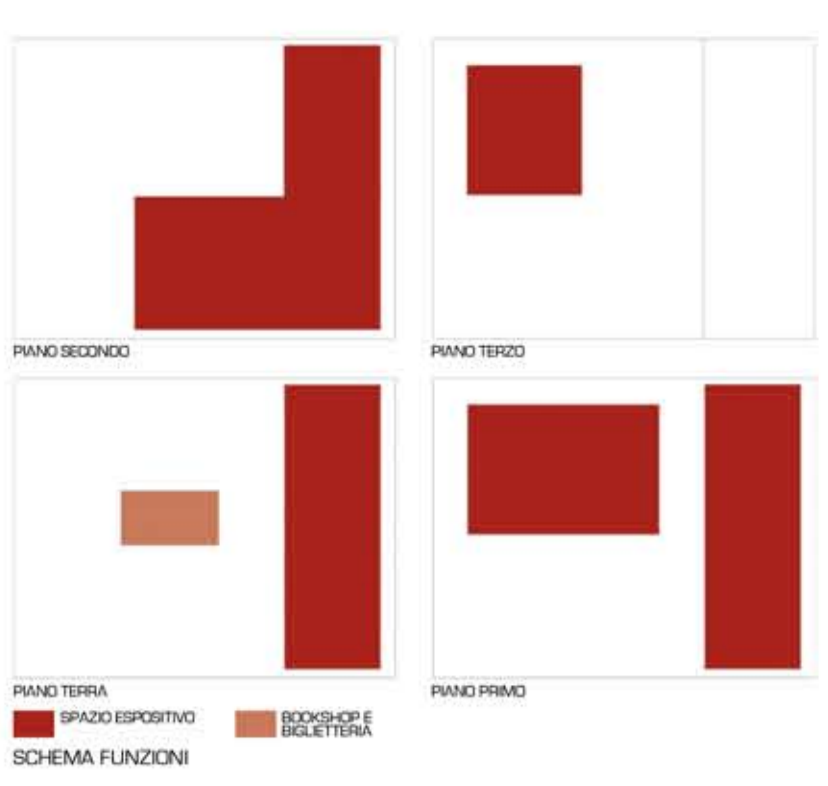 PIANO SECONDO
PIANO TERZO
PIANO TERRA
PIANO PRIMO
SPAZIO ESPOSITIVO
BOOKSHOP E
BIGLIETTERIA
SCHEMA FUNZIONI